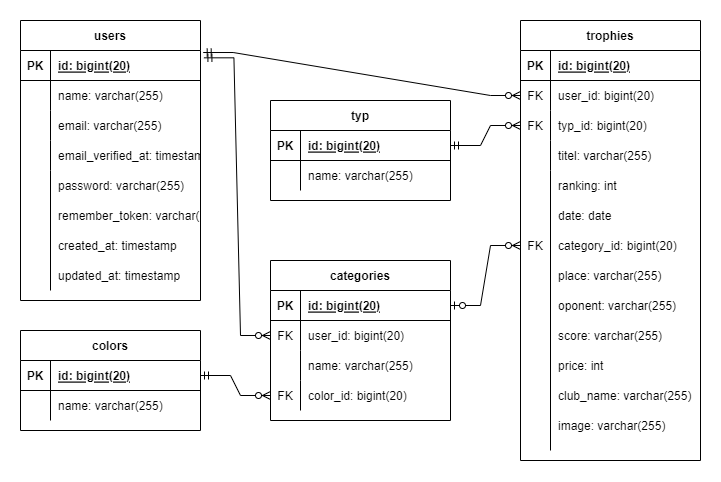 users
PK id: bigint(20)
name: varchar(255)
email: varchar(255)
email_verified_at: timestan
password: varchar(255)
remember_token: varchar(
created_at: timestamp
updated_at: timestamp
colors
PK id: bigint(20)
name: varchar(255)
typ
PK id: bigint(20)
name: varchar(255)
categories
PK id: bigint(20)
FK user_id: bigint(20)
name: varchar(255)
FK color_id: bigint(20)
trophies
PK id: bigint(20)
FK user_id: bigint(20)
FK typ_id: bigint(20)
titel: varchar(255)
ranking: int
date: date
FK category_id: bigint(20)
place: varchar(255)
oponent: varchar(255)
score: varchar(255)
price: int
club_name: varchar(255)
image: varchar(255)